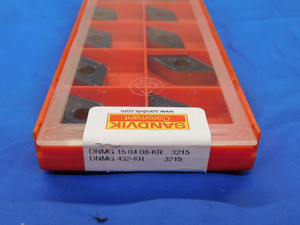 www.sandvik.com
SANDVIK
Coromant
DNMG 15 04 08-KR 3215
DNMG 432-KR 3215